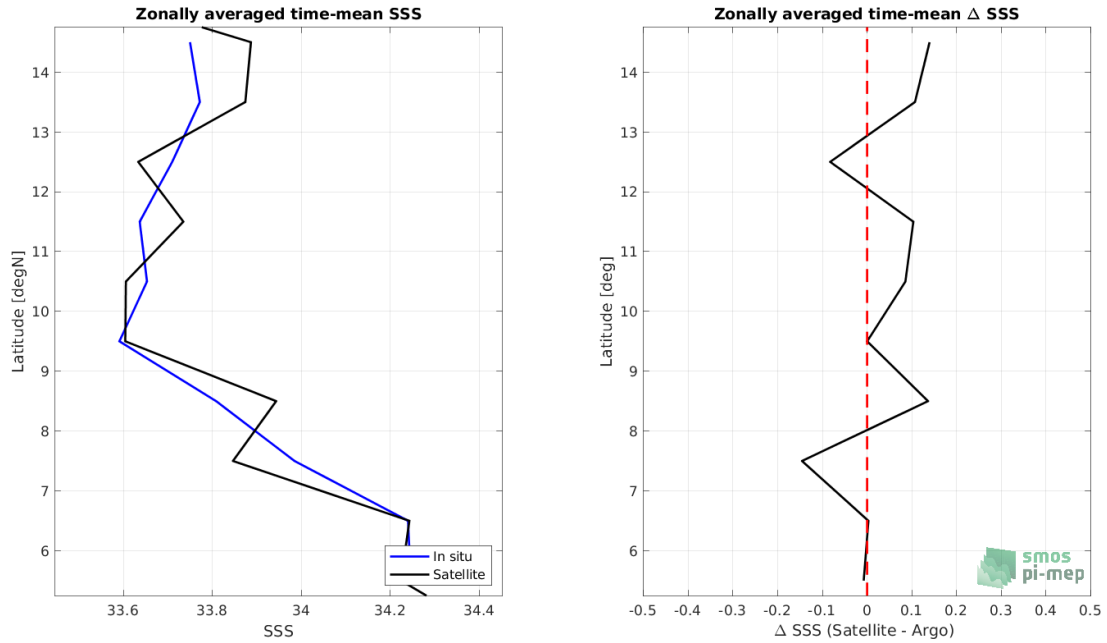 Zonally averaged time-mean SSS
14
13
12
11
10
9
8
7
6
Latitude [degN]
In situ
Satellite
33.6 33.8 34 34.2 34.4
SSS
Zonally averaged time-mean Δ SSS
14
13
12
11
10
9
8
7
6
Latitude [deg]
smos
pi-mep
-0.5 -0.4 -0.3 -0.2 -0.1 0 0.1 0.2 0.3 0.4 0.5
Δ SSS (Satellite - Argo)